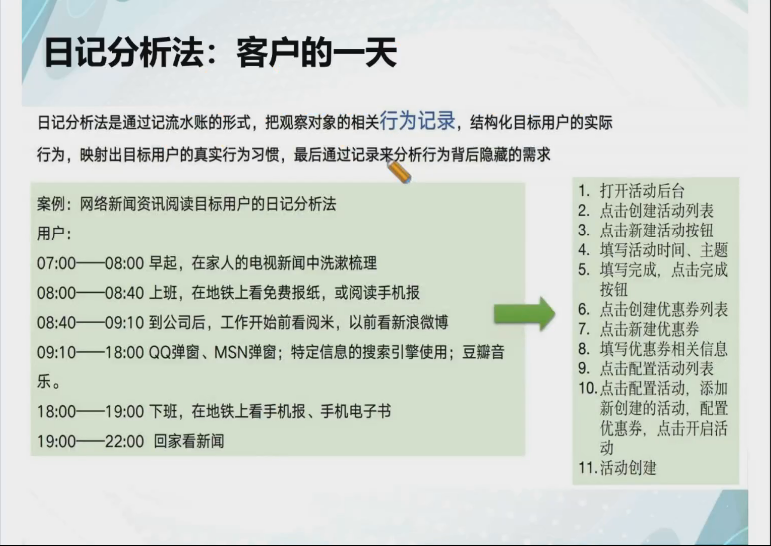 日记分析法：客户的一天
日记分析法是通过记流水账的形式，把观察对象的相关行为记录，结构化目标用户的实际
行为，映射出目标用户的真实行为习惯，最后通过记录来分析行为背后隐藏的需求
案例：网络新闻资讯阅读目标用户的日记分析法
用户：
07:00——08:00 早起，在家人的电视新闻中洗漱梳理
08:00——08:40 上班，在地铁上看免费报纸，或阅读手机报
08:40——09:10 到公司后，工作开始前看阅米，以前看新浪微博
09:10——18:00 QQ弹窗、MSN弹窗；特定信息的搜索引擎使用；豆瓣音
乐。
18:00——19:00 下班，在地铁上看手机报、手机电子书
19:00——22:00 回家看新闻
1. 打开活动后台
2. 点击创建活动列表
3. 点击新建活动按钮
4. 填写活动时间、主题
5. 填写完成，点击完成
按钮
6. 点击创建优惠券列表
7. 点击新建优惠券
8. 填写优惠券相关信息
9. 点击配置活动列表
10. 点击配置活动，添加
新创建的活动，配置
优惠券，点击开启活
动
11. 活动创建